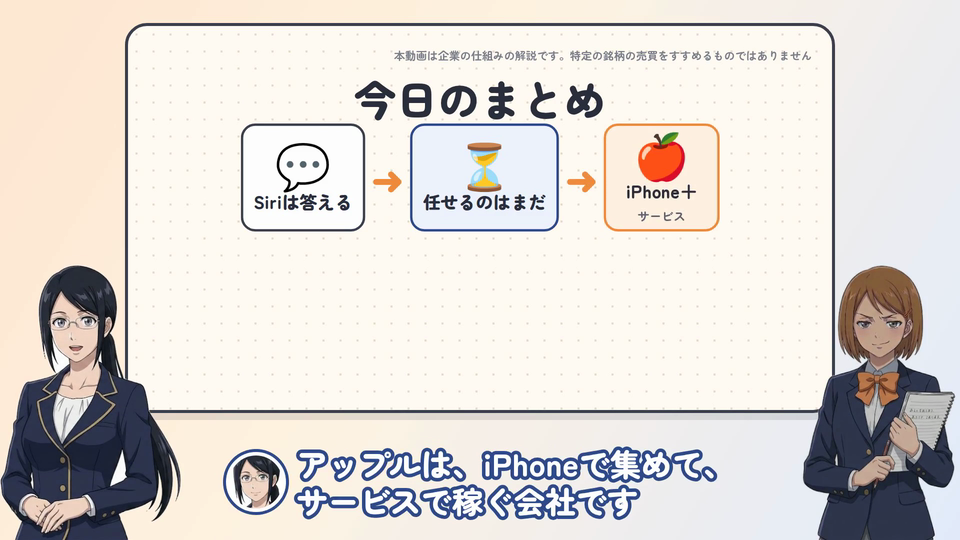 本動画は企業の仕組みの解説です。特定の銘柄の売買をすすめるものではありません
今日のまとめ
Siriは答える
任せるのはまだ
iPhone＋
サービス
アップルは、iPhoneで集めて、
サービスで稼ぐ会社です